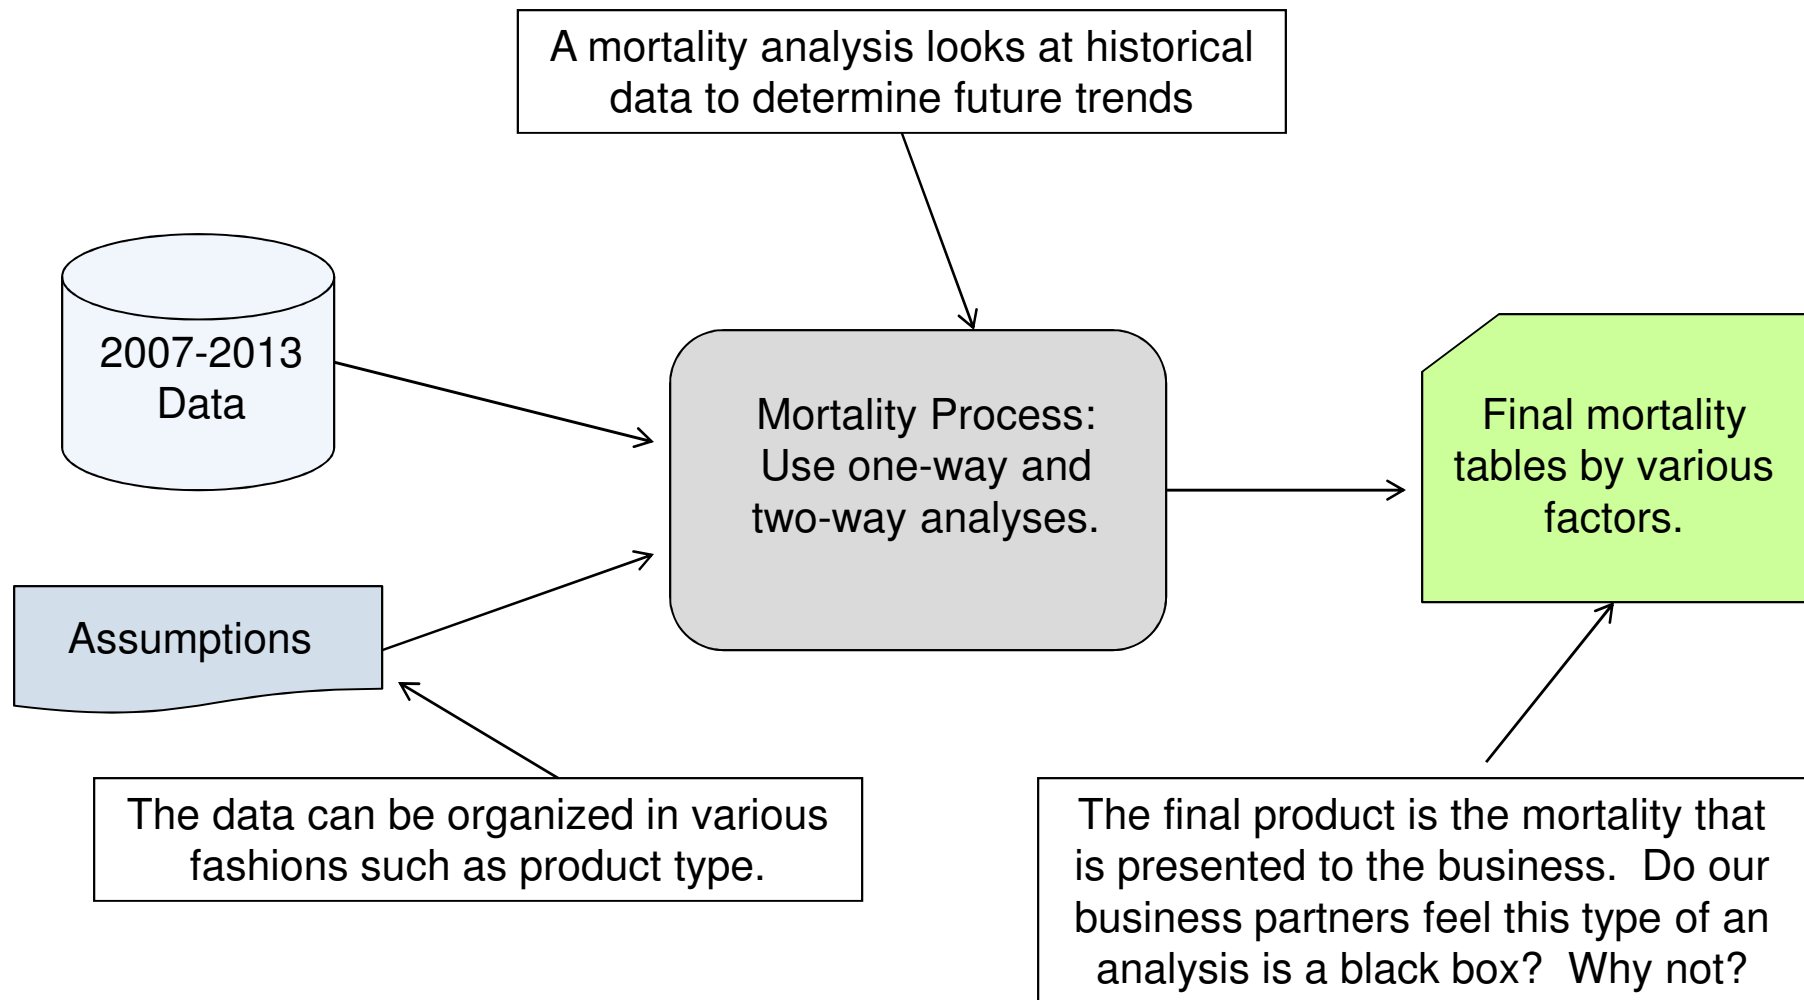 A mortality analysis looks at historical
data to determine future trends
2007-2013
Data
Mortality Process:
Use one-way and
two-way analyses.
Final mortality
tables by various
factors.
Assumptions
The data can be organized in various
fashions such as product type.
The final product is the mortality that
is presented to the business.  Do our
business partners feel this type of an
analysis is a black box?  Why not?